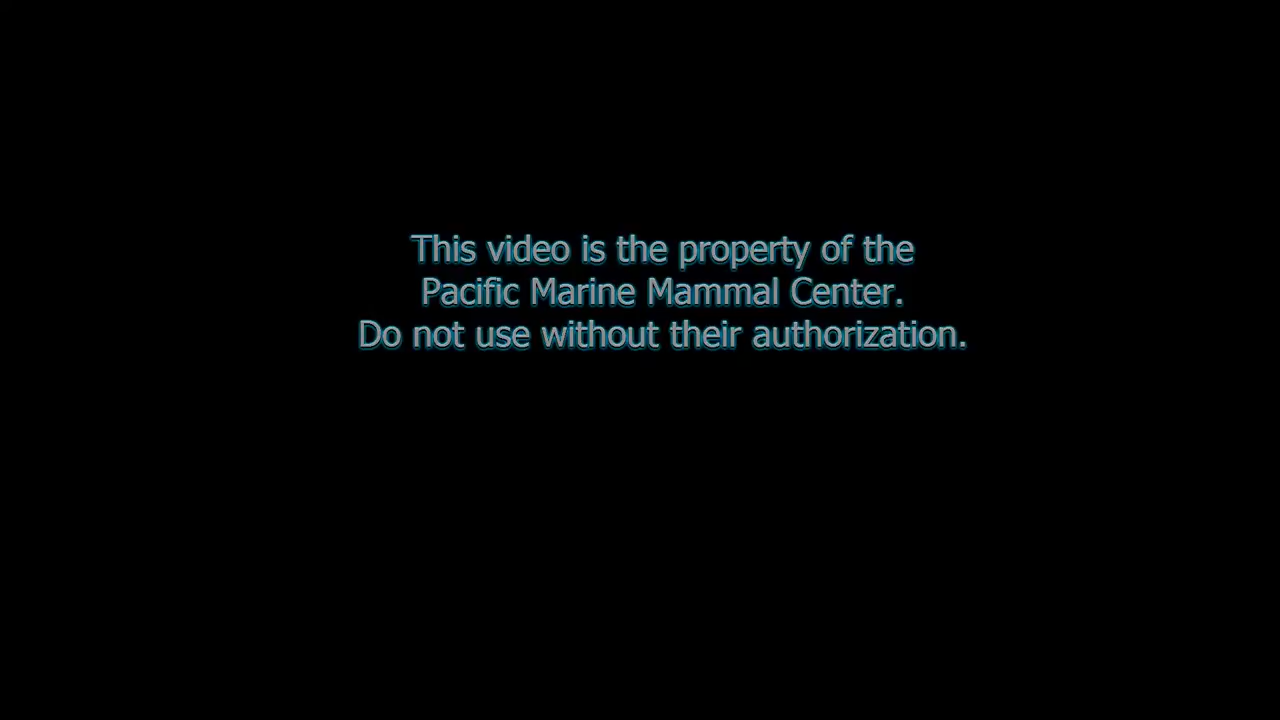 This video is the property of the
Pacific Marine Mammal Center.
Do not use without their authorization.